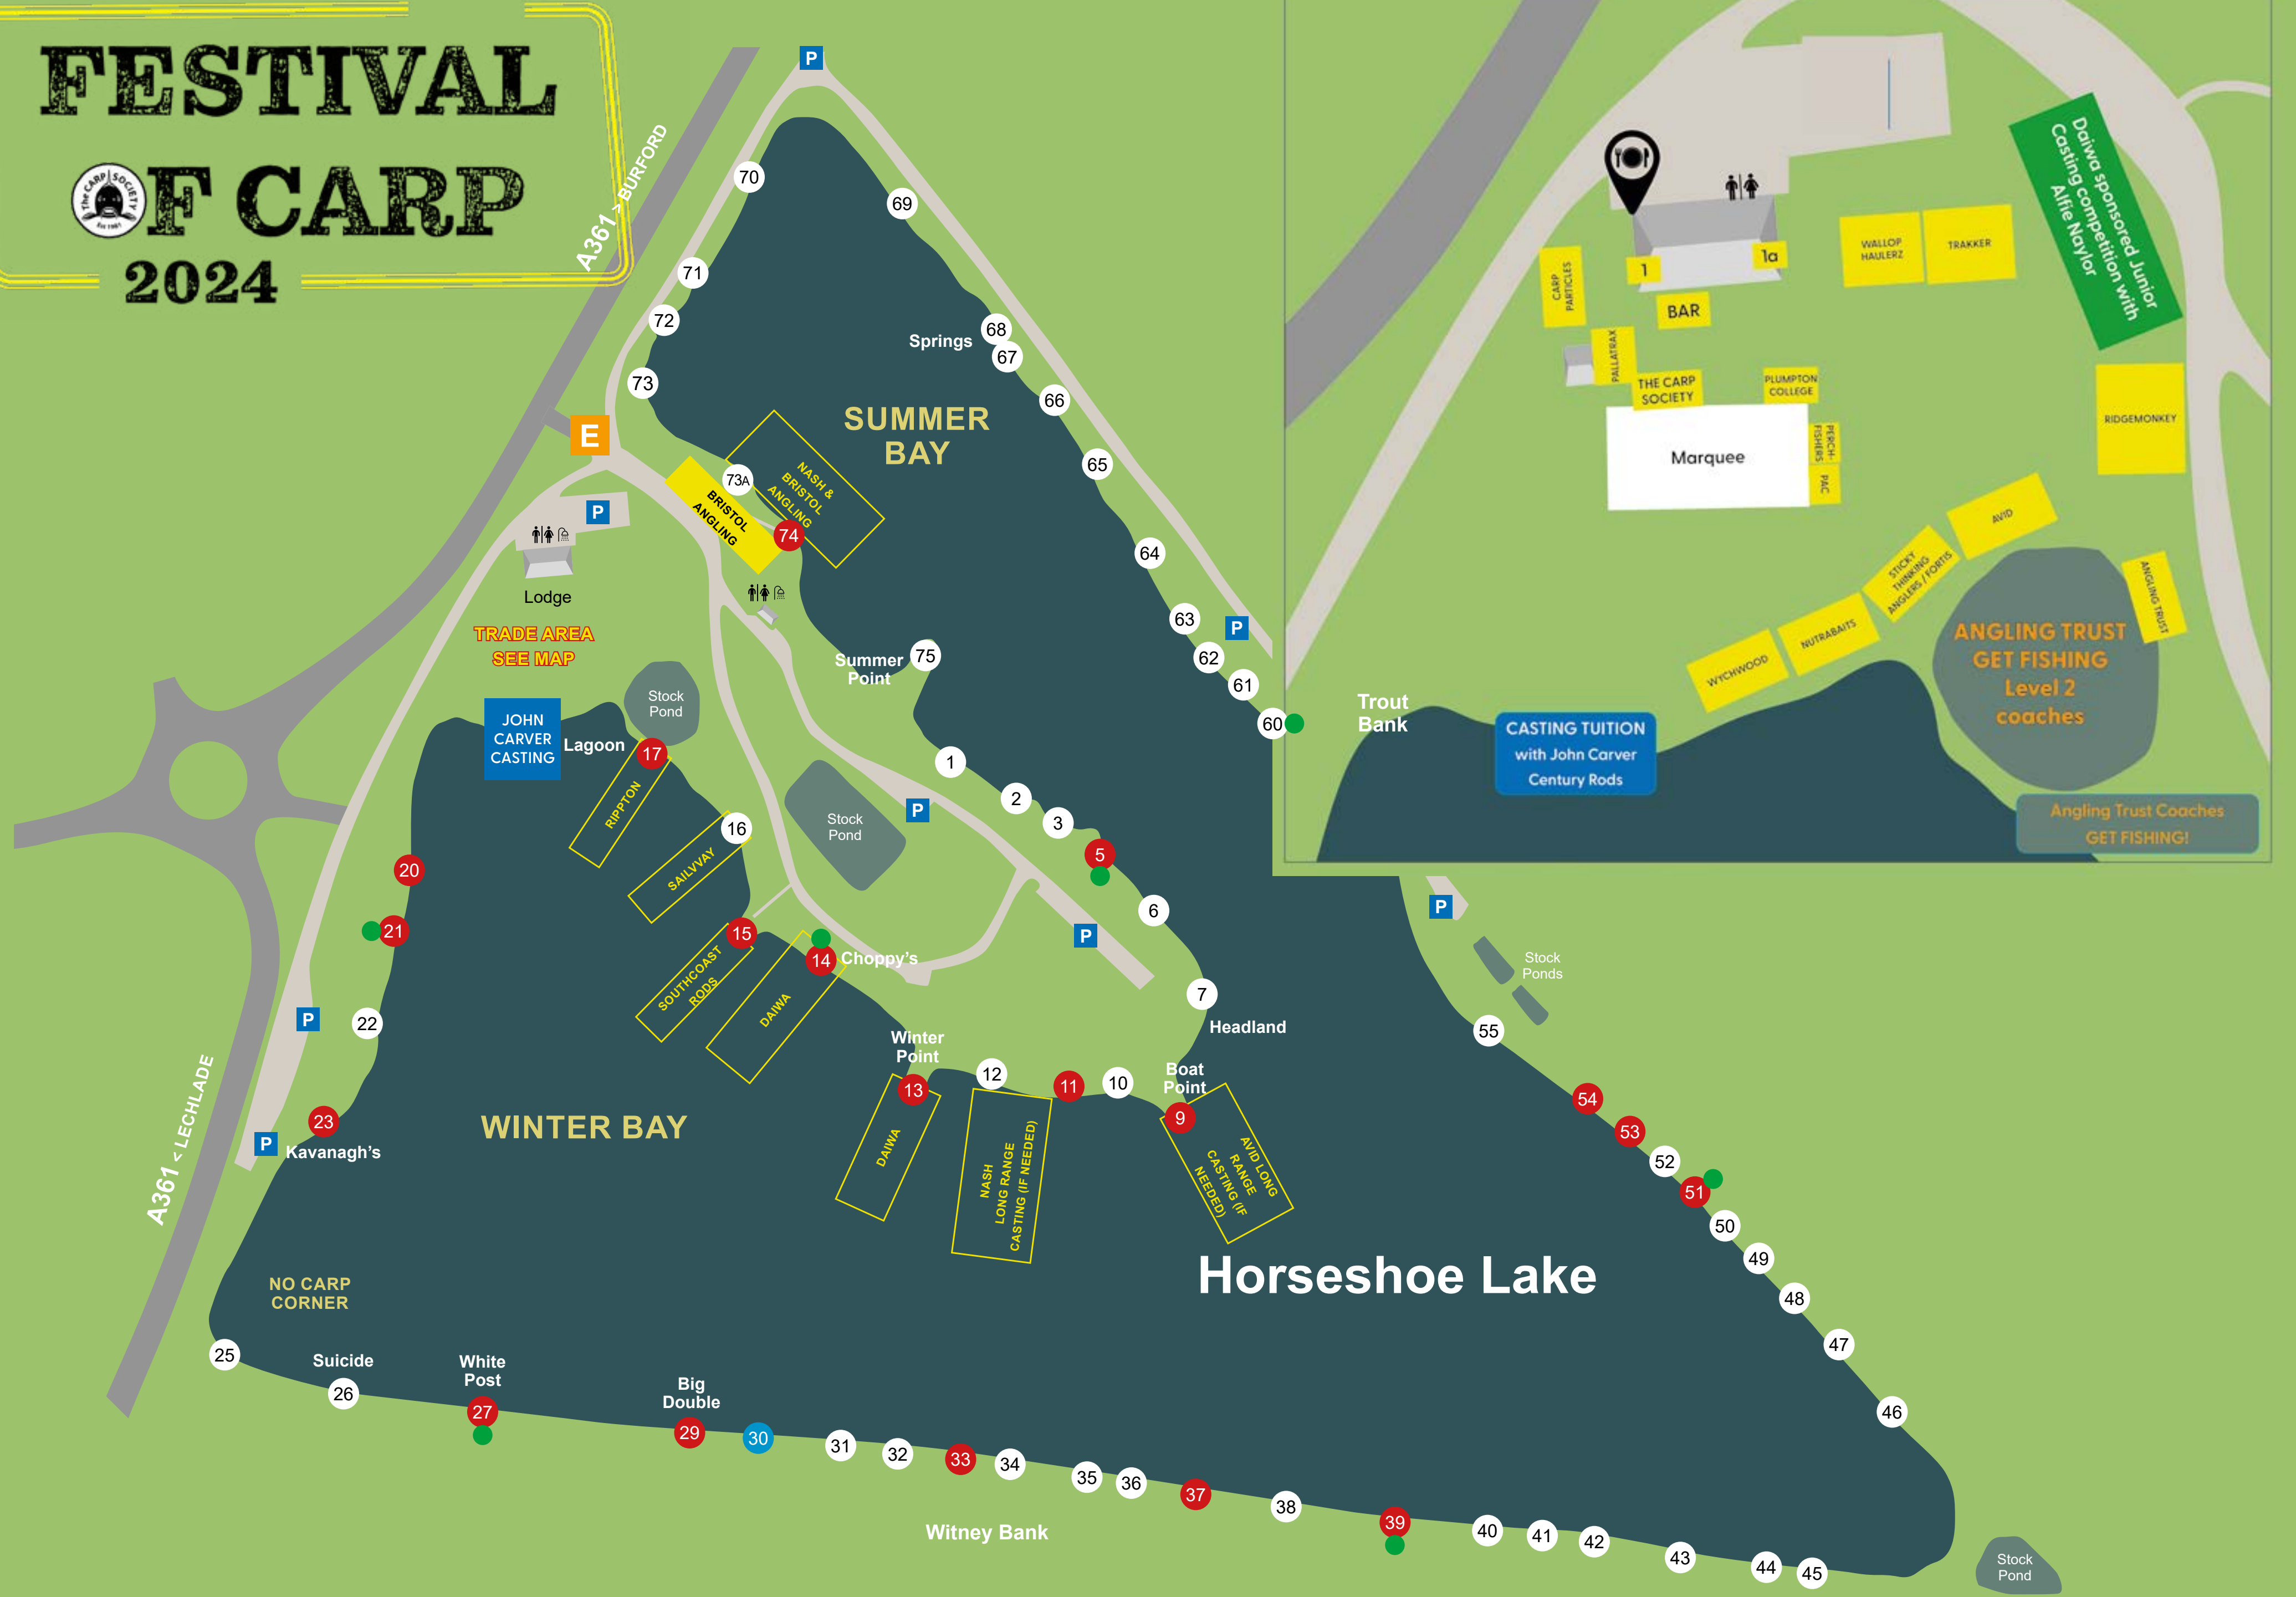 FESTIVAL
OF CARP
The CARP SOCIETY
Est 1981
2024
A361 > BURFORD
P
70
69
71
72
73
Springs
68
67
66
65
64
63
62
61
60
P
SUMMER
BAY
E
73A
NASH &
BRISTOL
ANGLING
BRISTOL
ANGLING
74
P
Lodge
TRADE AREA
SEE MAP
Summer
Point
75
Stock
Pond
JOHN
CARVER
CASTING
Lagoon
17
RIPPTON
16
SAILVVAY
Stock
Pond
P
1
2
3
5
6
7
Headland
P
20
21
22
23
Kavanagh's
P
P
15
SOUTHCOAST
RODS
14
Choppy's
DAIWA
Winter
Point
13
DAIWA
12
11
10
NASH
LONG RANGE
CASTING (IF NEEDED)
Boat
Point
9
AVID LONG
RANGE
CASTING (IF
NEEDED)
WINTER BAY
A361 < LECHLADE
NO CARP
CORNER
Horseshoe Lake
25
Suicide
26
White
Post
27
Big
Double
29
30
31
32
33
34
35
36
37
38
39
40
41
42
43
44
45
Witney Bank
Stock
Pond
46
47
48
49
50
51
52
53
54
55
Stock
Ponds
P
Trout
Bank
1
1a
BAR
CARP
PARTICLES
PALLATRAX
THE CARP
SOCIETY
PLUMPTON
COLLEGE
Marquee
PERCH-
FISHERS
PAC
WALLOP
HAULERZ
TRAKKER
Daiwa sponsored Junior
Casting competition with
Alfie Naylor
RIDGEMONKEY
AVID
STICKY
THINKING
ANGLERS / FORTIS
NUTRABAITS
WYCHWOOD
ANGLING TRUST
ANGLING TRUST
GET FISHING
Level 2
coaches
CASTING TUITION
with John Carver
Century Rods
Angling Trust Coaches
GET FISHING!